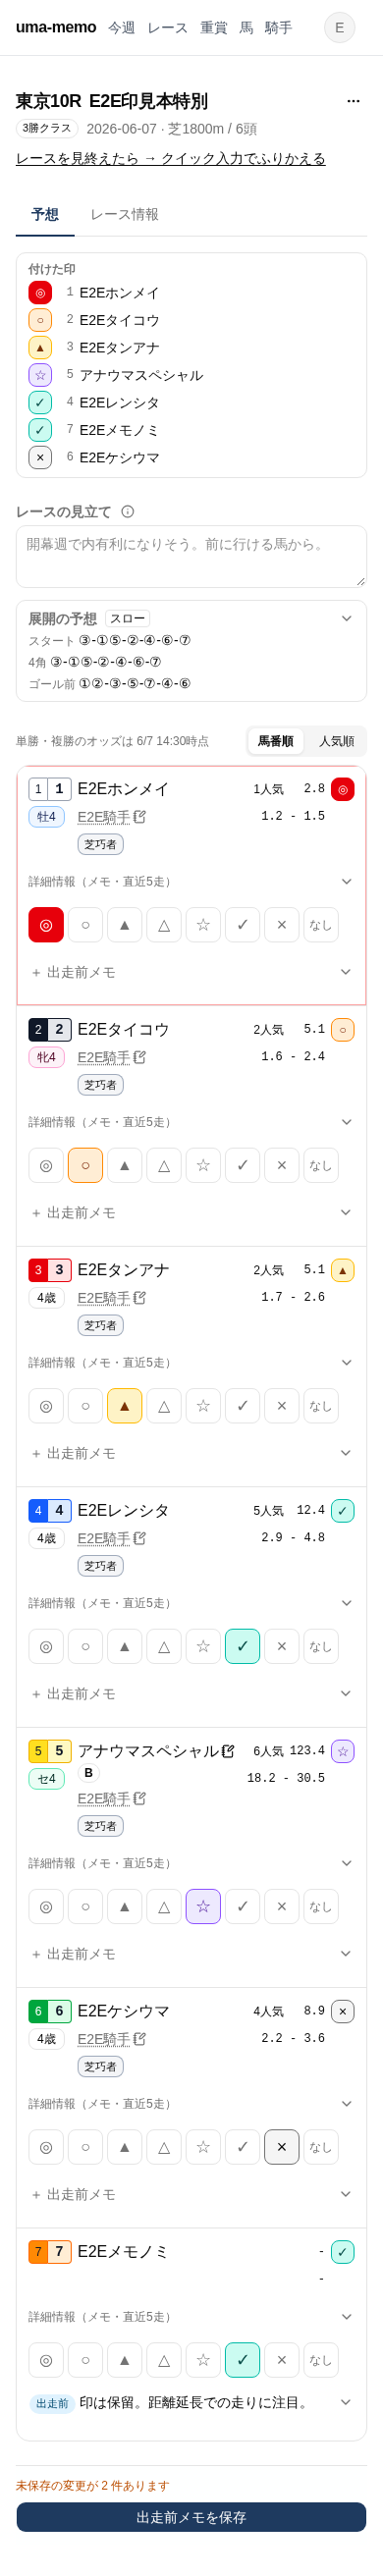 uma-memo 今週 レース 重賞 馬 騎手 E
東京10R E2E印見本特別 …
3勝クラス 2026-06-07 · 芝1800m / 6頭
レースを見終えたら → クイック入力でふりかえる
予想 レース情報
付けた印
◎ 1 E2Eホンメイ
○ 2 E2Eタイコウ
▲ 3 E2Eタンアナ
☆ 5 アナウマスペシャル
✓ 4 E2Eレンシタ
✓ 7 E2Eメモノミ
× 6 E2Eケシウマ
レースの見立て
開幕週で内有利になりそう。前に行ける馬から。
展開の予想 スロー
スタート ③-①⑤-②-④-⑥-⑦
4角 ③-①⑤-②-④-⑥-⑦
ゴール前 ①②-③-⑤-⑦-④-⑥
単勝・複勝のオッズは 6/7 14:30時点 馬番順 人気順
1 1 E2Eホンメイ 1人気 2.8 ◎
牡4 E2E騎手 1.2 - 1.5
芝巧者
詳細情報（メモ・直近5走）
◎ ○ ▲ △ ☆ ✓ × なし
＋ 出走前メモ
2 2 E2Eタイコウ 2人気 5.1 ○
牝4 E2E騎手 1.6 - 2.4
芝巧者
詳細情報（メモ・直近5走）
◎ ○ ▲ △ ☆ ✓ × なし
＋ 出走前メモ
3 3 E2Eタンアナ 2人気 5.1 ▲
4歳 E2E騎手 1.7 - 2.6
芝巧者
詳細情報（メモ・直近5走）
◎ ○ ▲ △ ☆ ✓ × なし
＋ 出走前メモ
4 4 E2Eレンシタ 5人気 12.4 ✓
4歳 E2E騎手 2.9 - 4.8
芝巧者
詳細情報（メモ・直近5走）
◎ ○ ▲ △ ☆ ✓ × なし
＋ 出走前メモ
5 5 アナウマスペシャル 6人気 123.4 ☆
セ4 B 18.2 - 30.5
E2E騎手
芝巧者
詳細情報（メモ・直近5走）
◎ ○ ▲ △ ☆ ✓ × なし
＋ 出走前メモ
6 6 E2Eケシウマ 4人気 8.9 ×
4歳 E2E騎手 2.2 - 3.6
芝巧者
詳細情報（メモ・直近5走）
◎ ○ ▲ △ ☆ ✓ × なし
＋ 出走前メモ
7 7 E2Eメモノミ - ✓
-
詳細情報（メモ・直近5走）
◎ ○ ▲ △ ☆ ✓ × なし
出走前 印は保留。距離延長での走りに注目。
未保存の変更が 2 件あります
出走前メモを保存